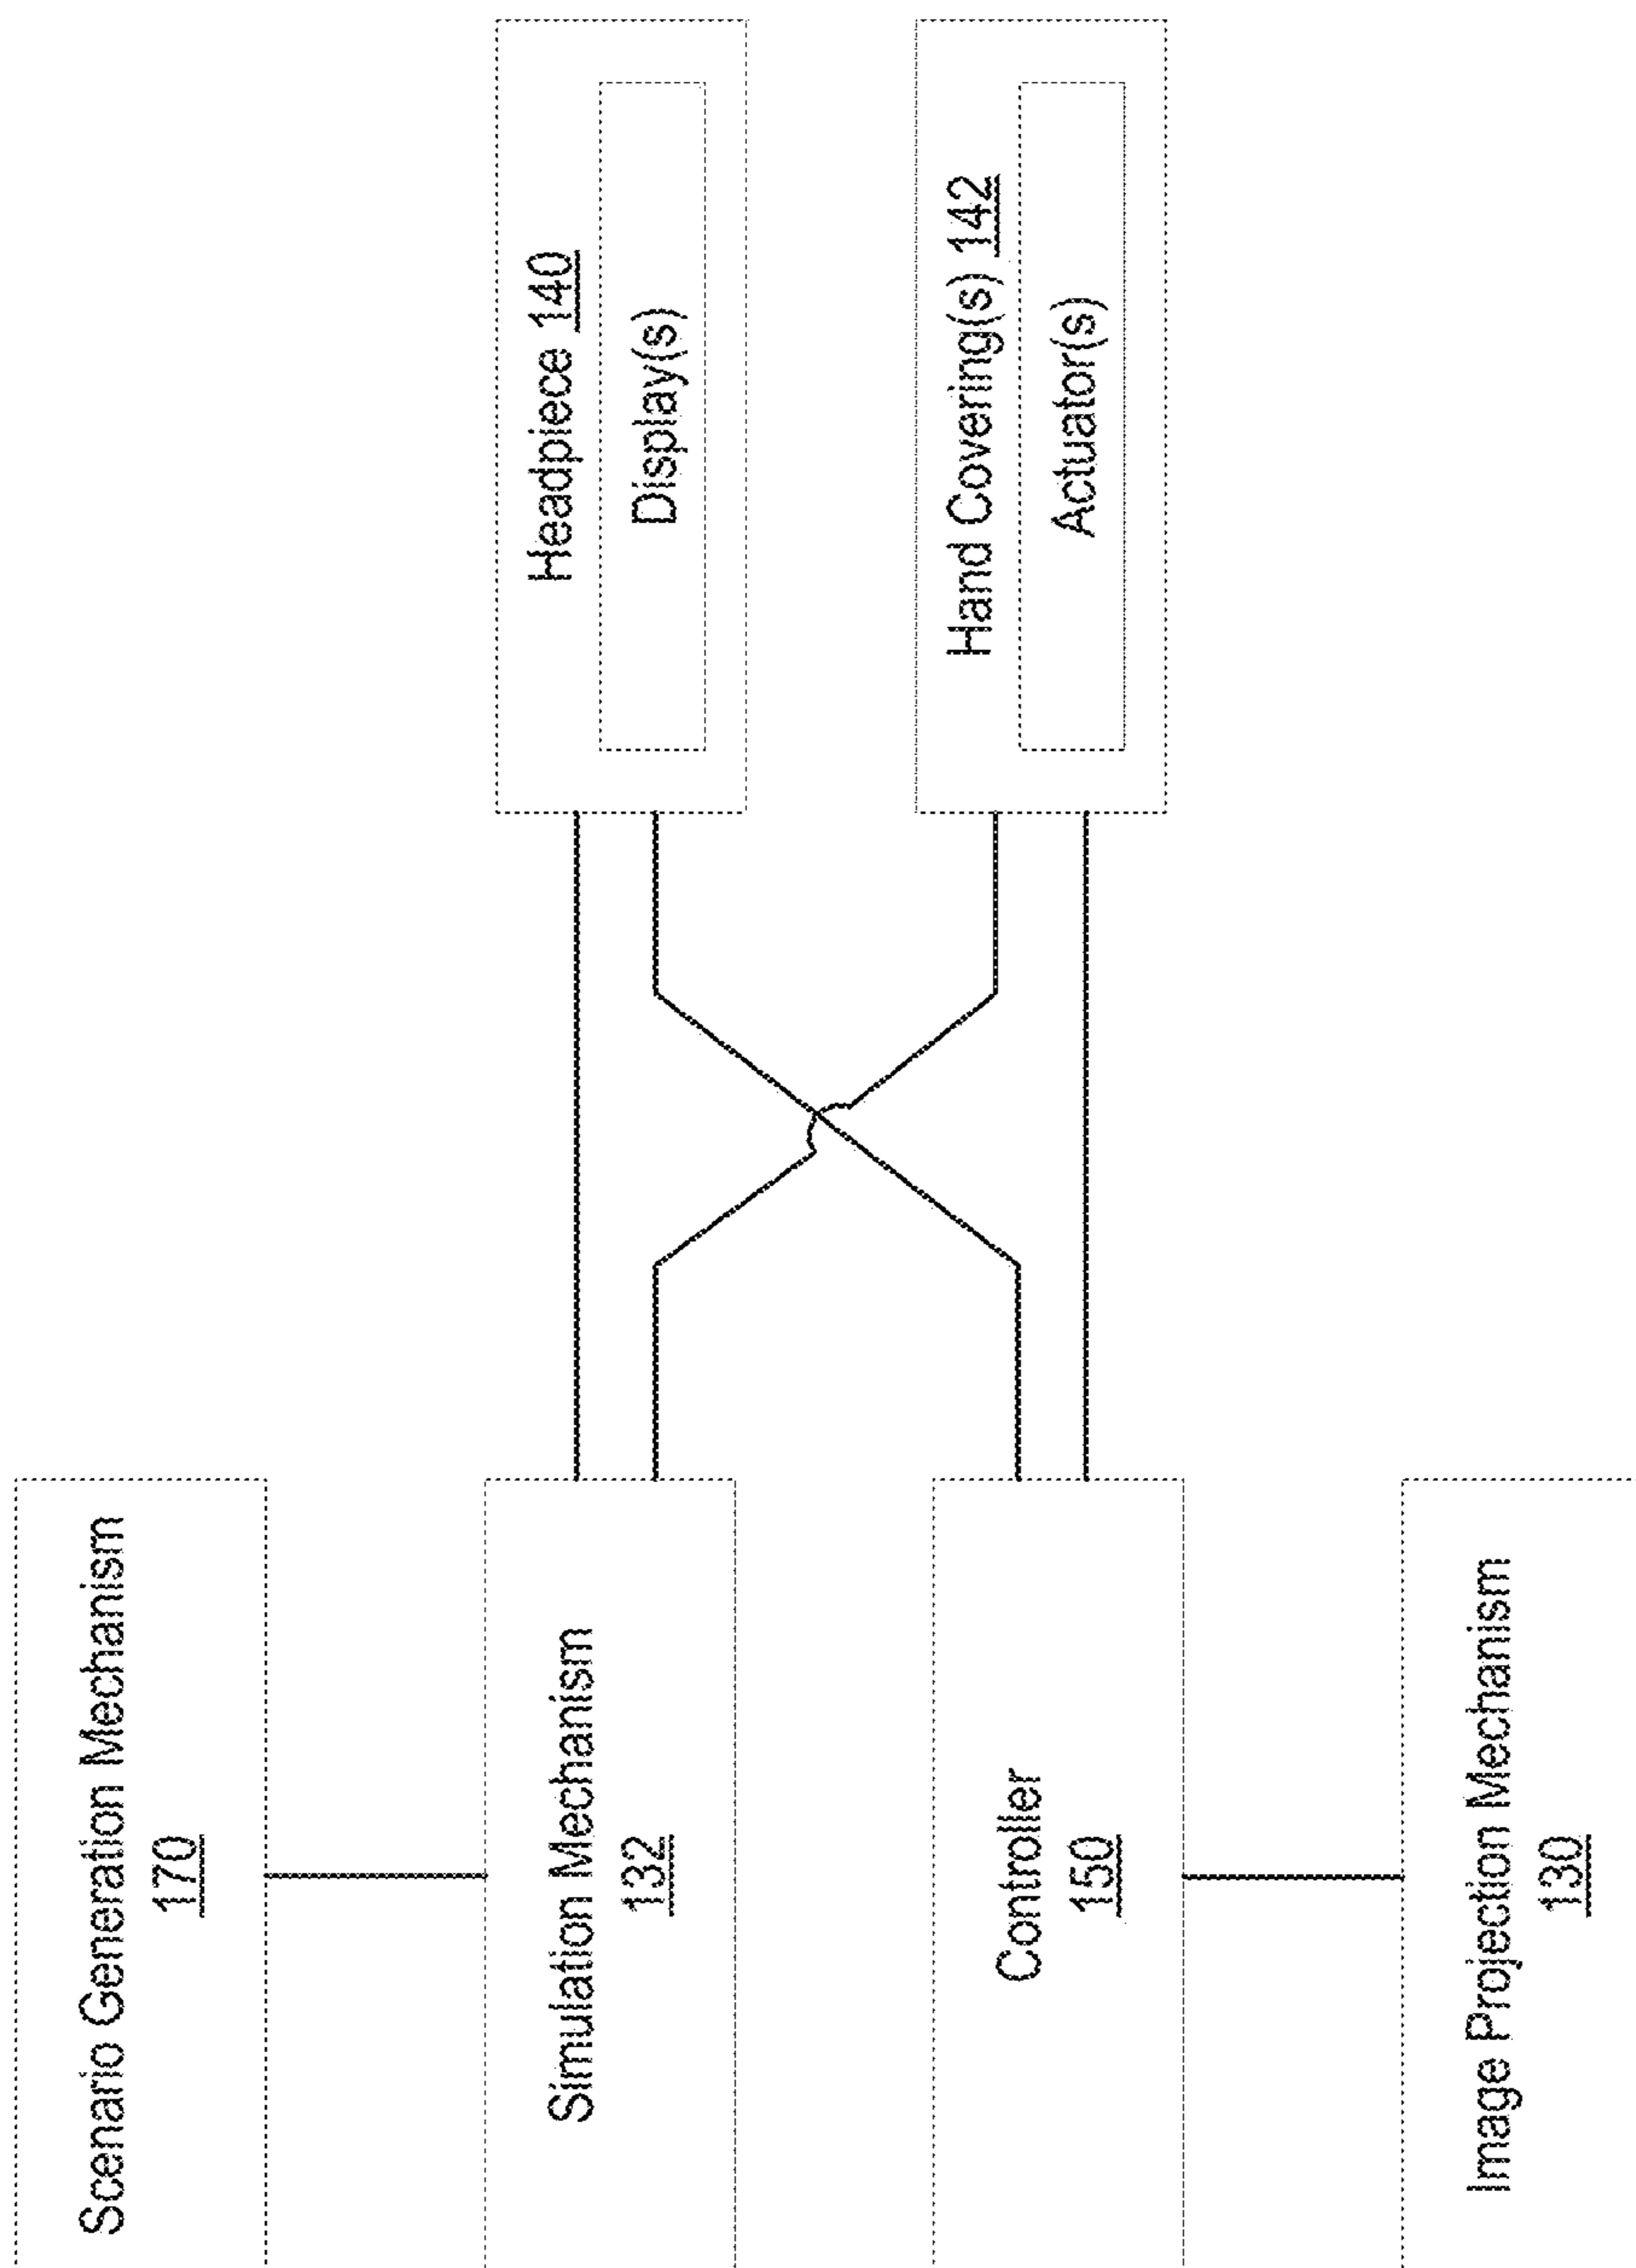 Scenario Generation Mechanism
170
Simulation Mechanism
132
Controller
150
Image Projection Mechanism
130
Headpiece 140
Display(s)
Hand Covering(s) 142
Actuator(s)